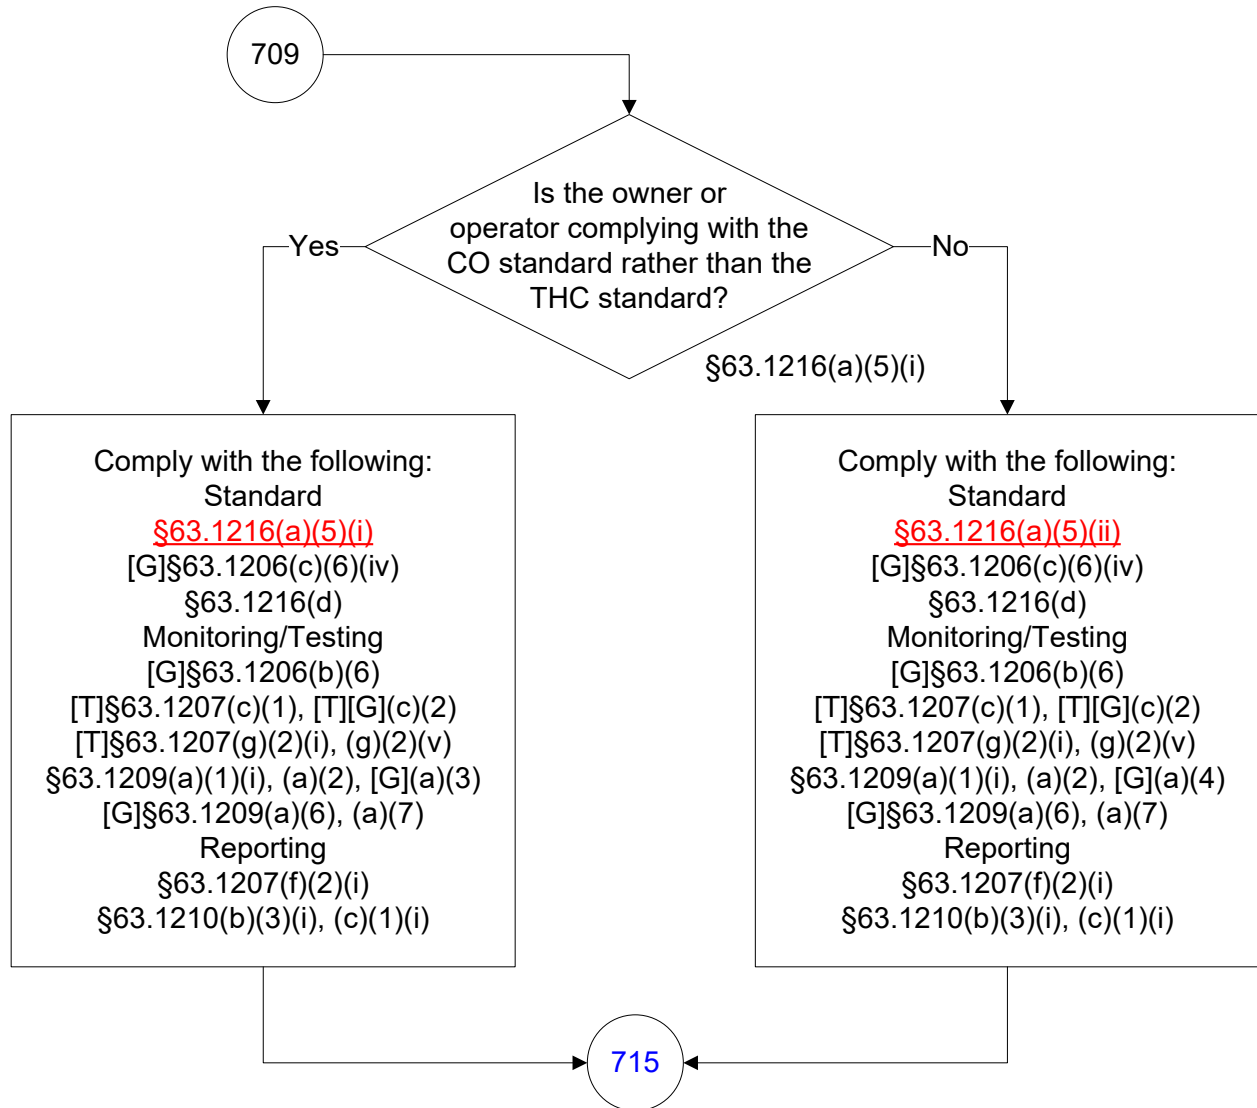 709
Is the owner or
operator complying with the
CO standard rather than the
THC standard?
Yes
No
§63.1216(a)(5)(i)
Comply with the following:
Standard
§63.1216(a)(5)(i)
[G]§63.1206(c)(6)(iv)
§63.1216(d)
Monitoring/Testing
[G]§63.1206(b)(6)
[T]§63.1207(c)(1), [T][G](c)(2)
[T]§63.1207(g)(2)(i), (g)(2)(v)
§63.1209(a)(1)(i), (a)(2), [G](a)(3)
[G]§63.1209(a)(6), (a)(7)
Reporting
§63.1207(f)(2)(i)
§63.1210(b)(3)(i), (c)(1)(i)
Comply with the following:
Standard
§63.1216(a)(5)(ii)
[G]§63.1206(c)(6)(iv)
§63.1216(d)
Monitoring/Testing
[G]§63.1206(b)(6)
[T]§63.1207(c)(1), [T][G](c)(2)
[T]§63.1207(g)(2)(i), (g)(2)(v)
§63.1209(a)(1)(i), (a)(2), [G](a)(4)
[G]§63.1209(a)(6), (a)(7)
Reporting
§63.1207(f)(2)(i)
§63.1210(b)(3)(i), (c)(1)(i)
715